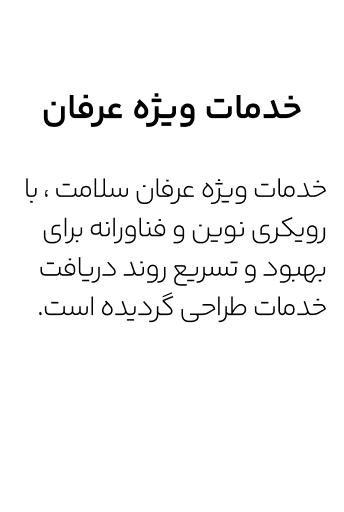 خدمات ویژه عرفان
خدمات ویژه عرفان سلامت ، با
رویکری نوین و فناورانه برای
بهبود و تسریع روند دریافت
خدمات طراحی گردیده است.